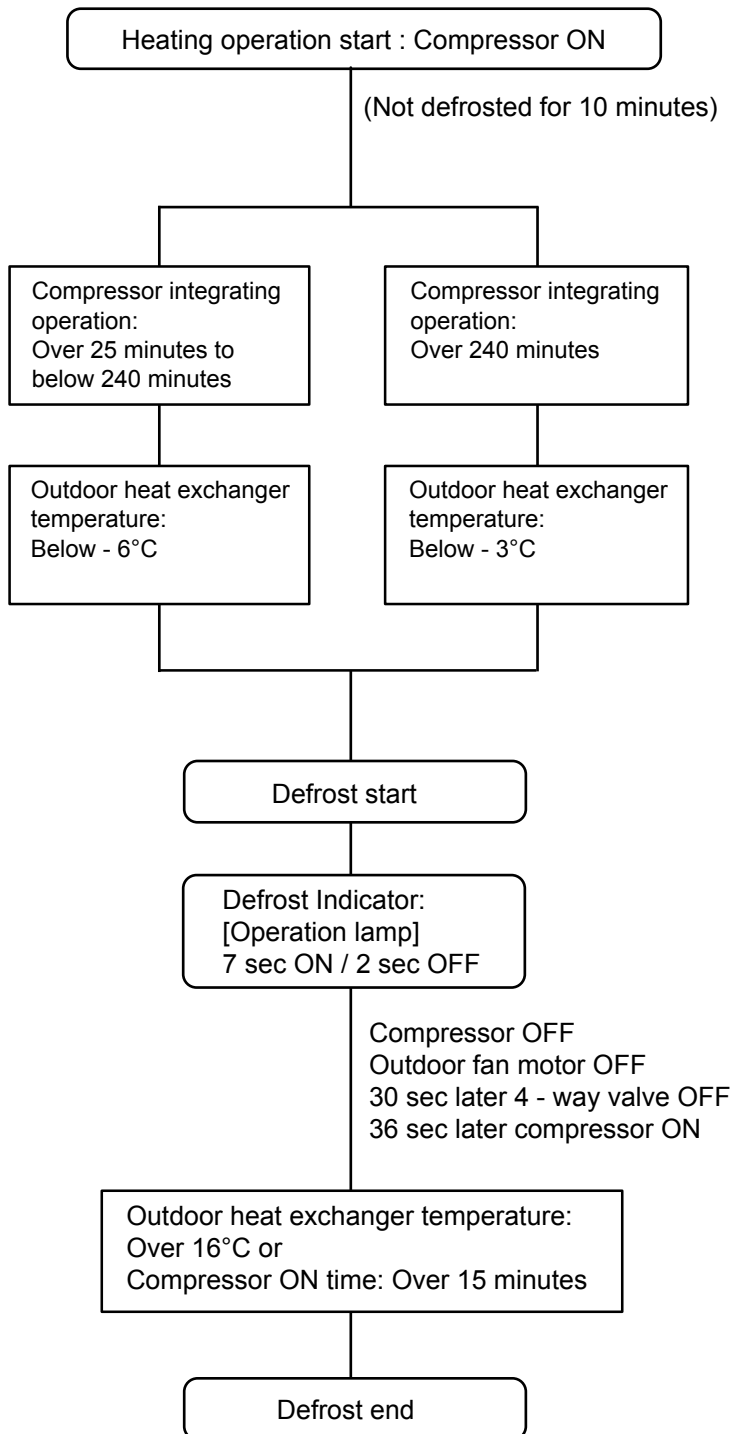 Heating operation start : Compressor ON
(Not defrosted for 10 minutes)
Compressor integrating
operation:
Over 25 minutes to
below 240 minutes
Compressor integrating
operation:
Over 240 minutes
Outdoor heat exchanger
temperature:
Below - 6°C
Outdoor heat exchanger
temperature:
Below - 3°C
Defrost start
Defrost Indicator:
[Operation lamp]
7 sec ON / 2 sec OFF
Compressor OFF
Outdoor fan motor OFF
30 sec later 4 - way valve OFF
36 sec later compressor ON
Outdoor heat exchanger temperature:
Over 16°C or
Compressor ON time: Over 15 minutes
Defrost end